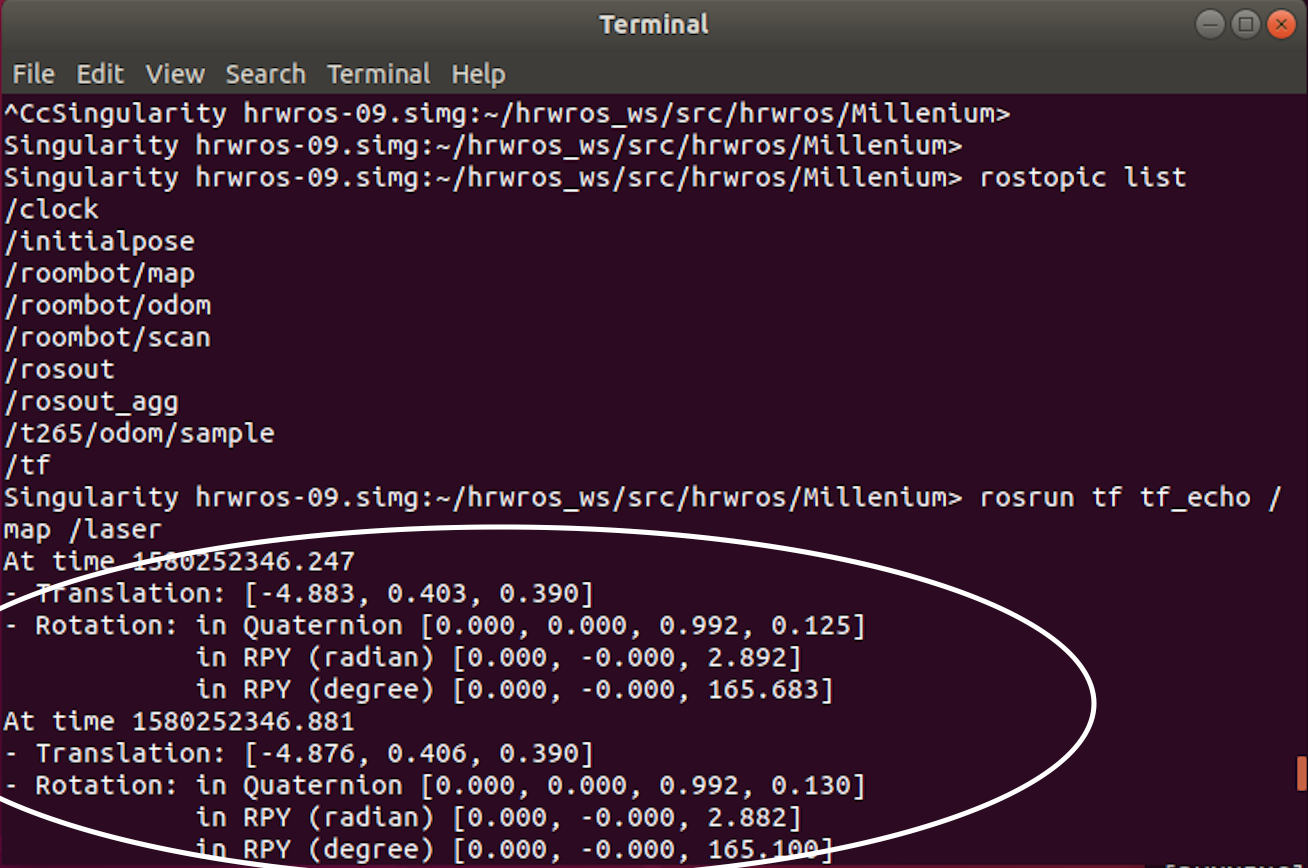 Terminal
File Edit View Search Terminal Help
^CcSingularity hrwros-09.simg:~/hrwros_ws/src/hrwros/Millenium>
Singularity hrwros-09.simg:~/hrwros_ws/src/hrwros/Millenium>
Singularity hrwros-09.simg:~/hrwros_ws/src/hrwros/Millenium> rostopic list
/clock
/initialpose
/roombot/map
/roombot/odom
/roombot/scan
/rosout
/rosout_agg
/t265/odom/sample
/tf
Singularity hrwros-09.simg:~/hrwros_ws/src/hrwros/Millenium> rosrun tf tf_echo /
map /laser
At time 1580252346.247
- Translation: [-4.883, 0.403, 0.390]
- Rotation: in Quaternion [0.000, 0.000, 0.992, 0.125]
in RPY (radian) [0.000, -0.000, 2.892]
in RPY (degree) [0.000, -0.000, 165.683]
At time 1580252346.881
- Translation: [-4.876, 0.406, 0.390]
- Rotation: in Quaternion [0.000, 0.000, 0.992, 0.130]
in RPY (radian) [0.000, -0.000, 2.882]
in RPY (degree) [0.000, -0.000, 165.100]